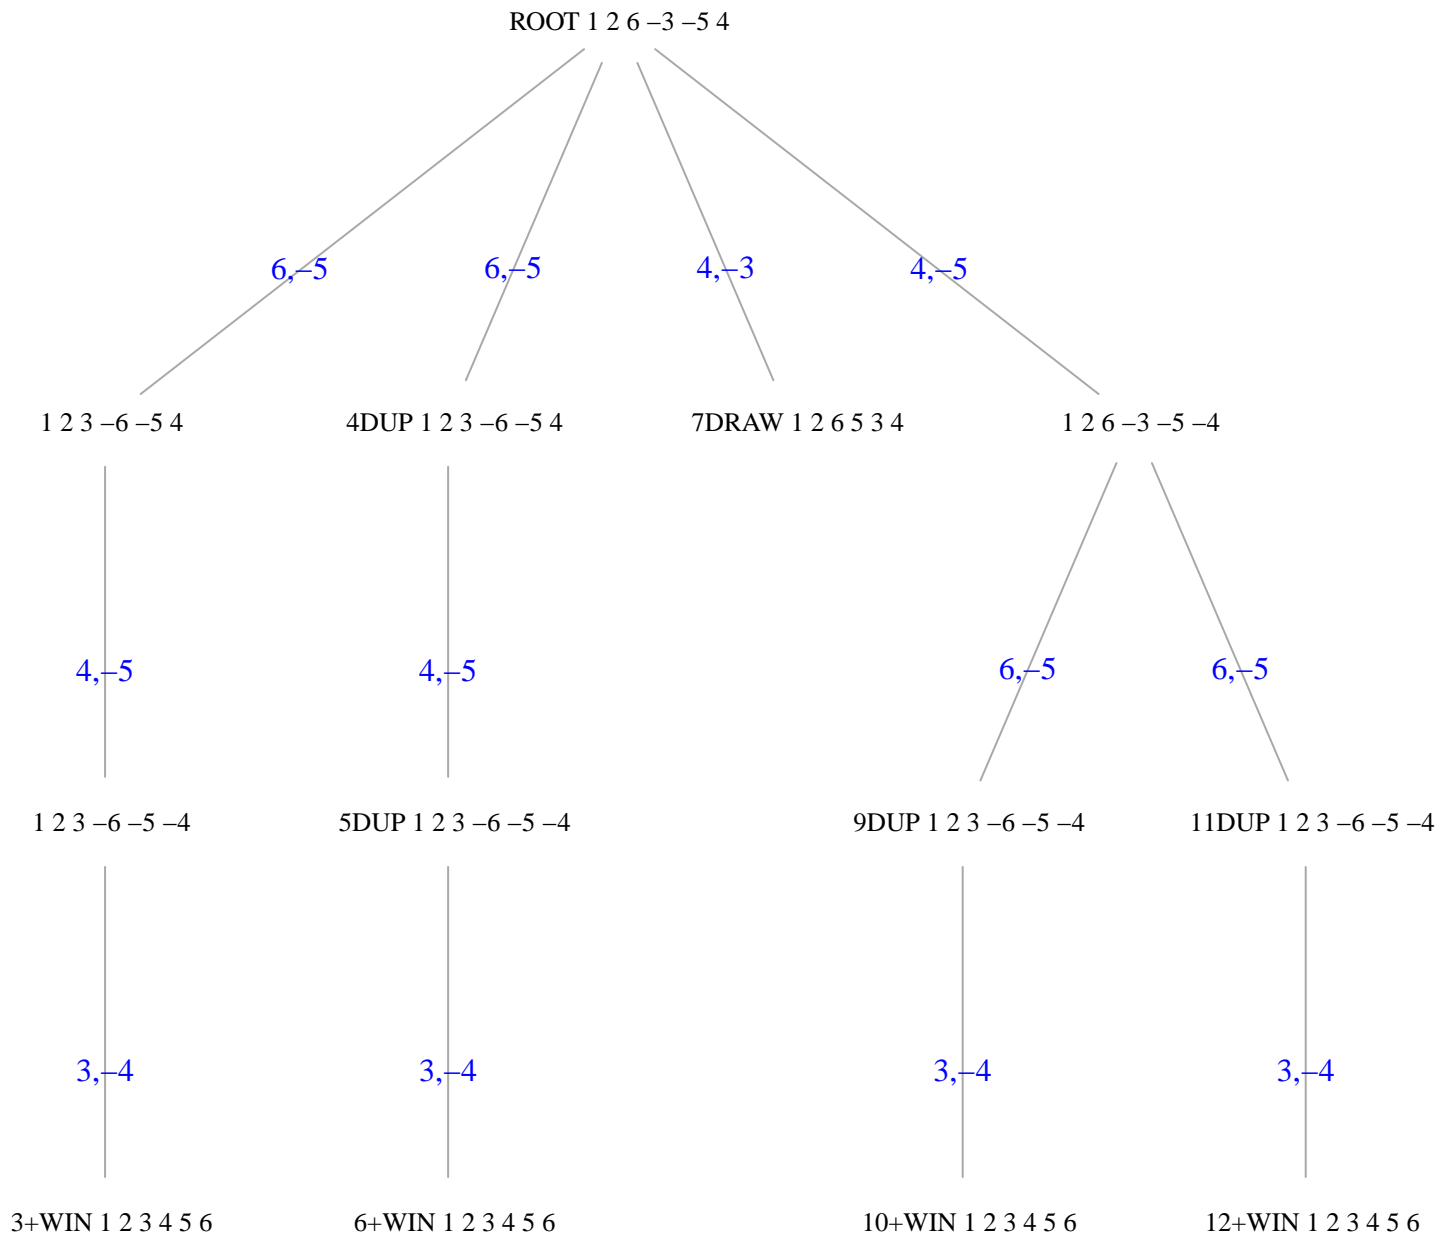 ROOT 1 2 6 –3 –5 4
6,–5
6,–5
4,–3
4,–5
1 2 3 –6 –5 4
4DUP 1 2 3 –6 –5 4
7DRAW 1 2 6 5 3 4
1 2 6 –3 –5 –4
4,–5
4,–5
6,–5
6,–5
1 2 3 –6 –5 –4
5DUP 1 2 3 –6 –5 –4
9DUP 1 2 3 –6 –5 –4
11DUP 1 2 3 –6 –5 –4
3,–4
3,–4
3,–4
3,–4
3+WIN 1 2 3 4 5 6
6+WIN 1 2 3 4 5 6
10+WIN 1 2 3 4 5 6
12+WIN 1 2 3 4 5 6